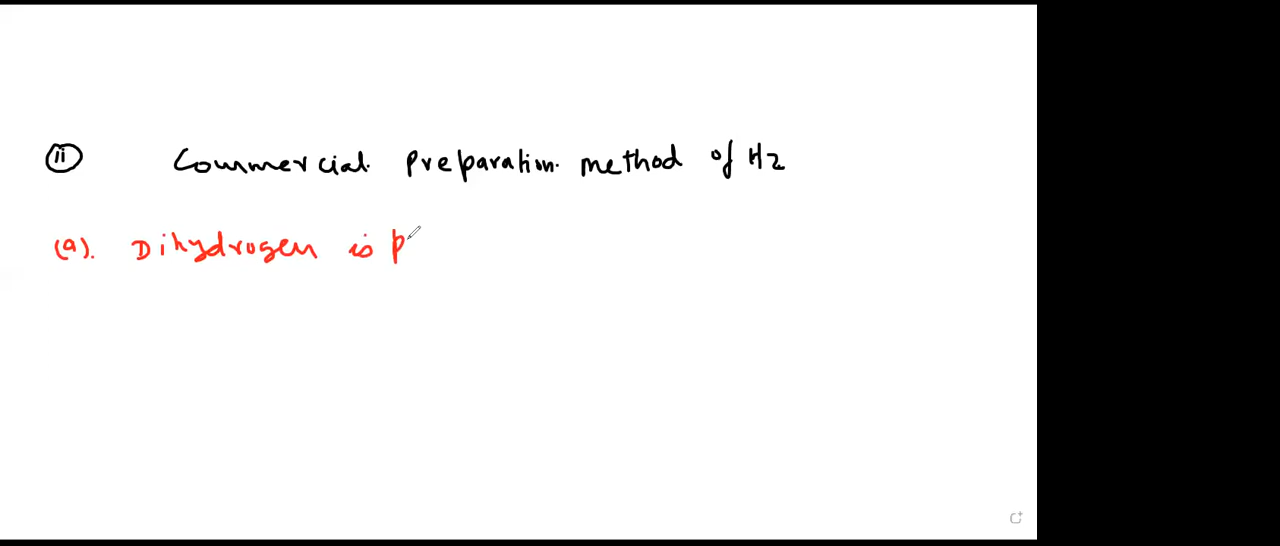 (ii) Commercial. Preparation. method of H2
(a). Dihydrogen is p